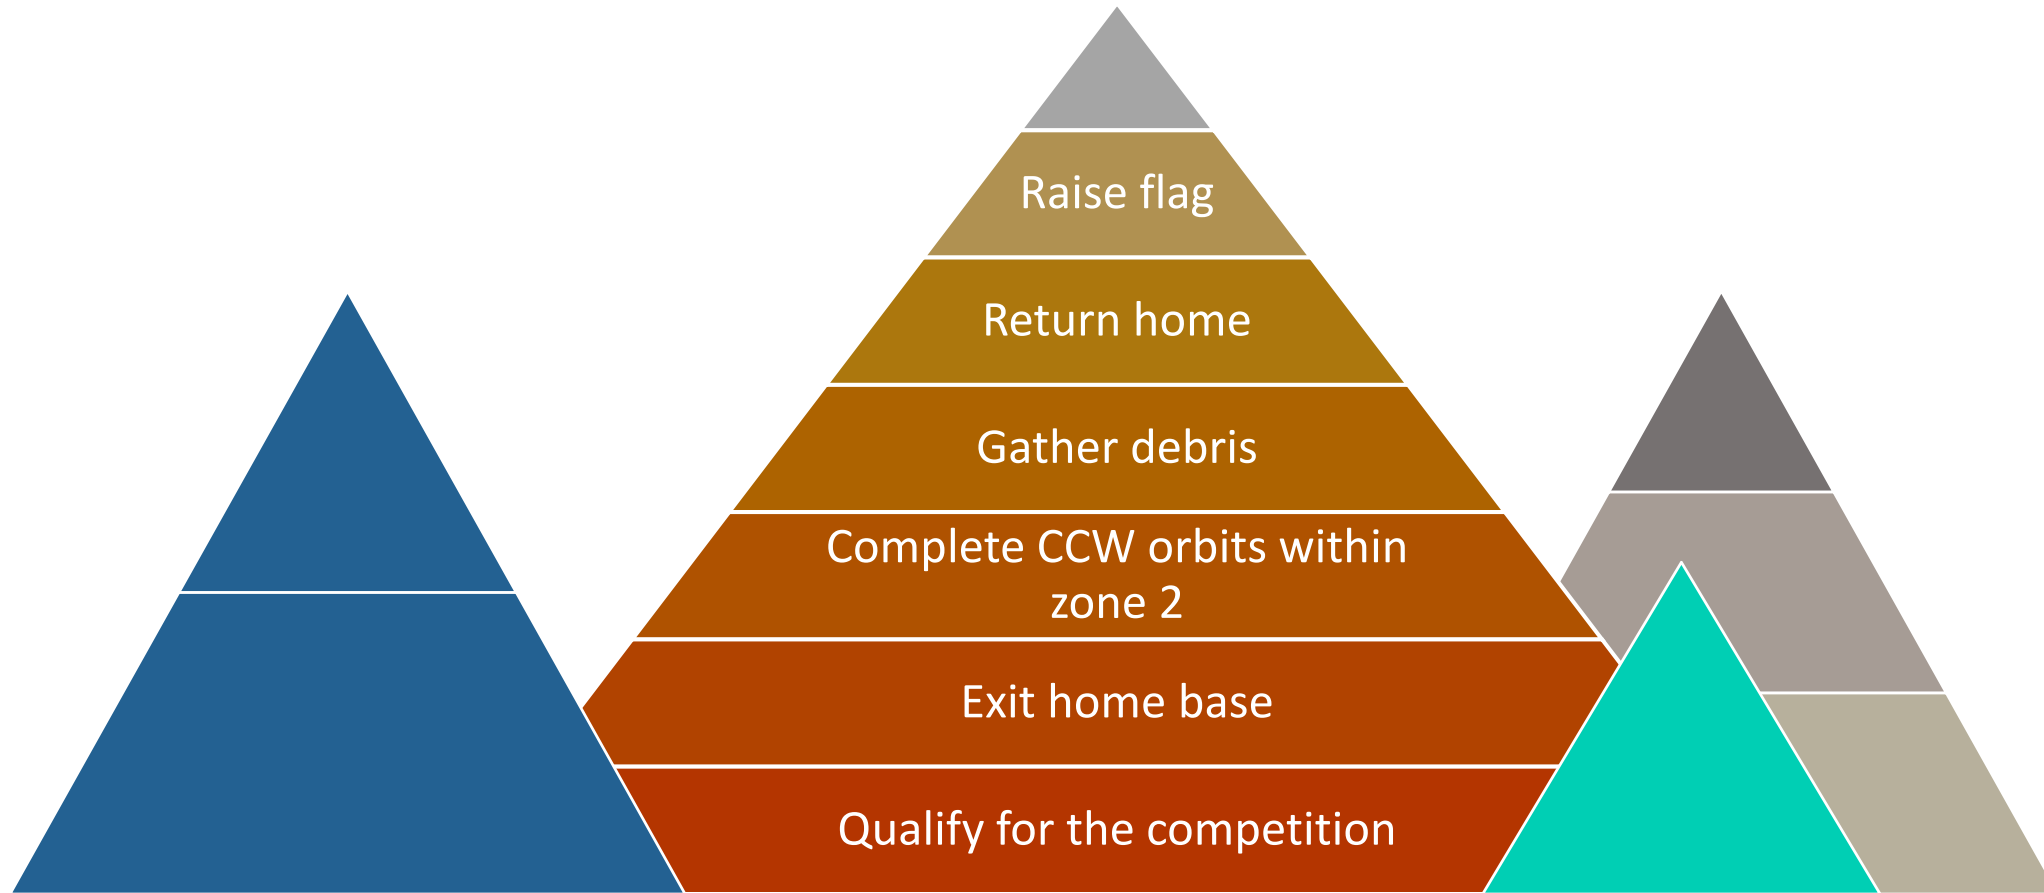 Raise flag
Return home
Gather debris
Complete CCW orbits within
zone 2
Exit home base
Qualify for the competition